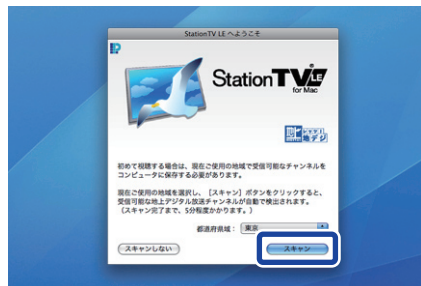 StationTV LE へようこそ
StationTV LE
for Mac
地デジ
初めて視聴する場合は、現在ご使用の地域で受信可能なチャンネルを
コンピュータに保存する必要があります。
現在ご使用の地域を選択し、［スキャン］ボタンをクリックすると、
受信可能な地上デジタル放送チャンネルが自動で検出されます。
（スキャン完了まで、5分程度かかります。）
都道府県域： 東京
スキャンしない
スキャン